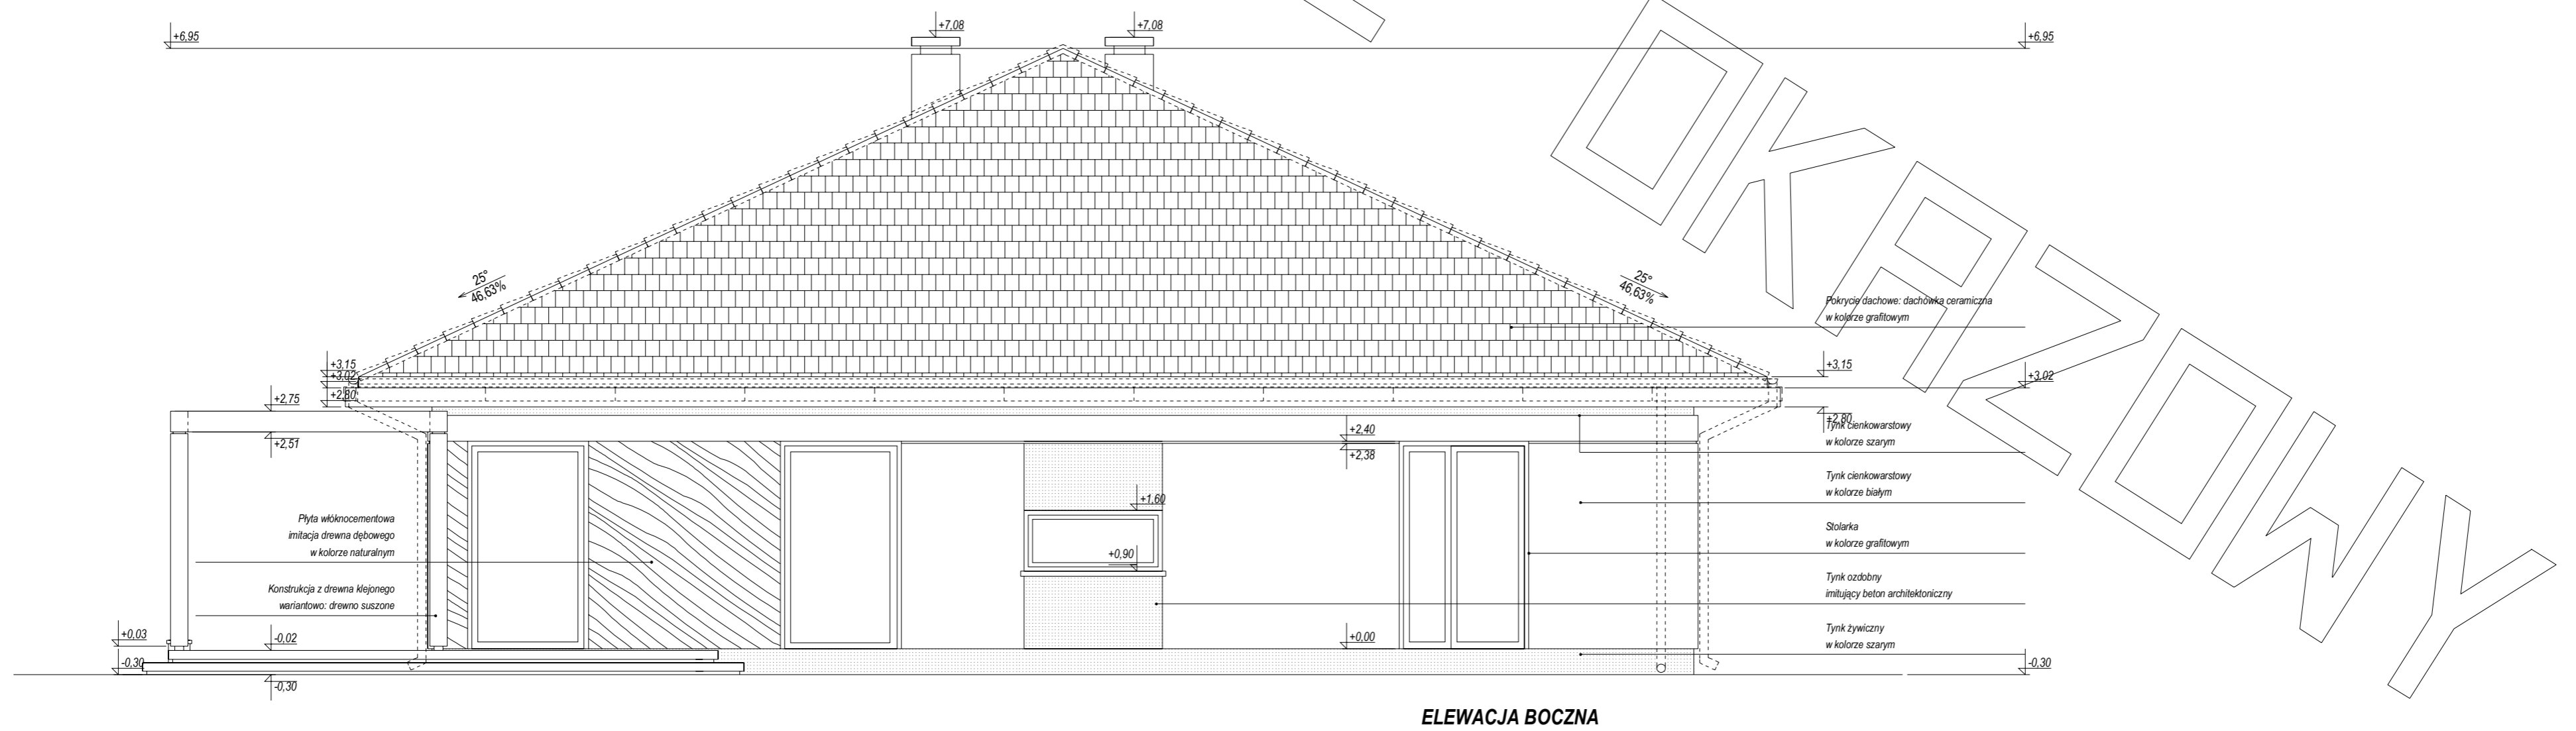 +7,08
+7,08
+6,95
+6,95
OKAZOWY
25°
46,63%
25°
46,63%
Pokrycie dachowe: dachówka ceramiczna
w kolorze grafitowym
+3,15
+3,02
+2,80
+3,15
+3,02
+2,80
+2,75
+2,51
+2,40
+2,38
Tynk cienkowarstowy
w kolorze szarym
Tynk cienkowarstowy
w kolorze białym
+1,60
Płyta włóknocementowa
imitacja drewna dębowego
w kolorze naturalnym
Stolarka
w kolorze grafitowym
+0,90
Konstrukcja z drewna klejonego
wariantowo: drewno suszone
Tynk ozdobny
imitujący beton architektoniczny
+0,03
-0,02
+0,00
Tynk żywiczny
w kolorze szarym
-0,30
-0,30
-0,30
ELEWACJA BOCZNA